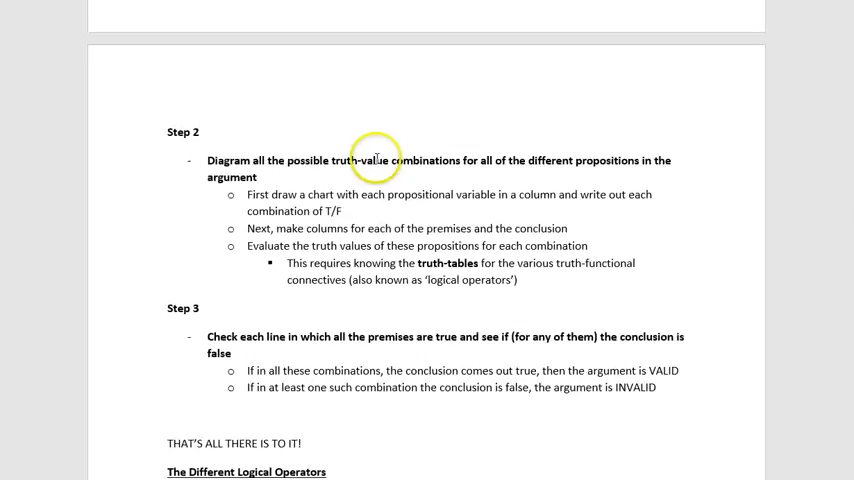 Step 2
- Diagram all the possible truth-value combinations for all of the different propositions in the
argument
o First draw a chart with each propositional variable in a column and write out each
combination of T/F
o Next, make columns for each of the premises and the conclusion
o Evaluate the truth values of these propositions for each combination
▪ This requires knowing the truth-tables for the various truth-functional
connectives (also known as ‘logical operators’)
Step 3
- Check each line in which all the premises are true and see if (for any of them) the conclusion is
false
o If in all these combinations, the conclusion comes out true, then the argument is VALID
o If in at least one such combination the conclusion is false, the argument is INVALID
THAT’S ALL THERE IS TO IT!
The Different Logical Operators